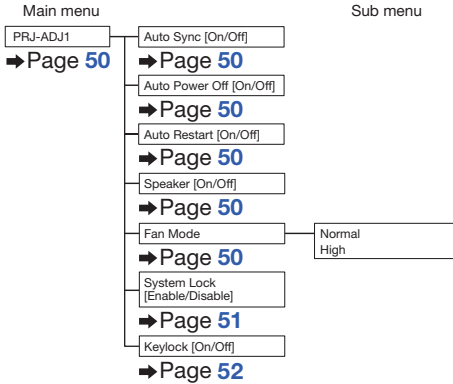 Main menu
Sub menu
PRJ-ADJ1
➡Page 50
Auto Sync [On/Off]
➡Page 50
Auto Power Off [On/Off]
➡Page 50
Auto Restart [On/Off]
➡Page 50
Speaker [On/Off]
➡Page 50
Fan Mode
➡Page 50
Normal
High
System Lock
[Enable/Disable]
➡Page 51
Keylock [On/Off]
➡Page 52